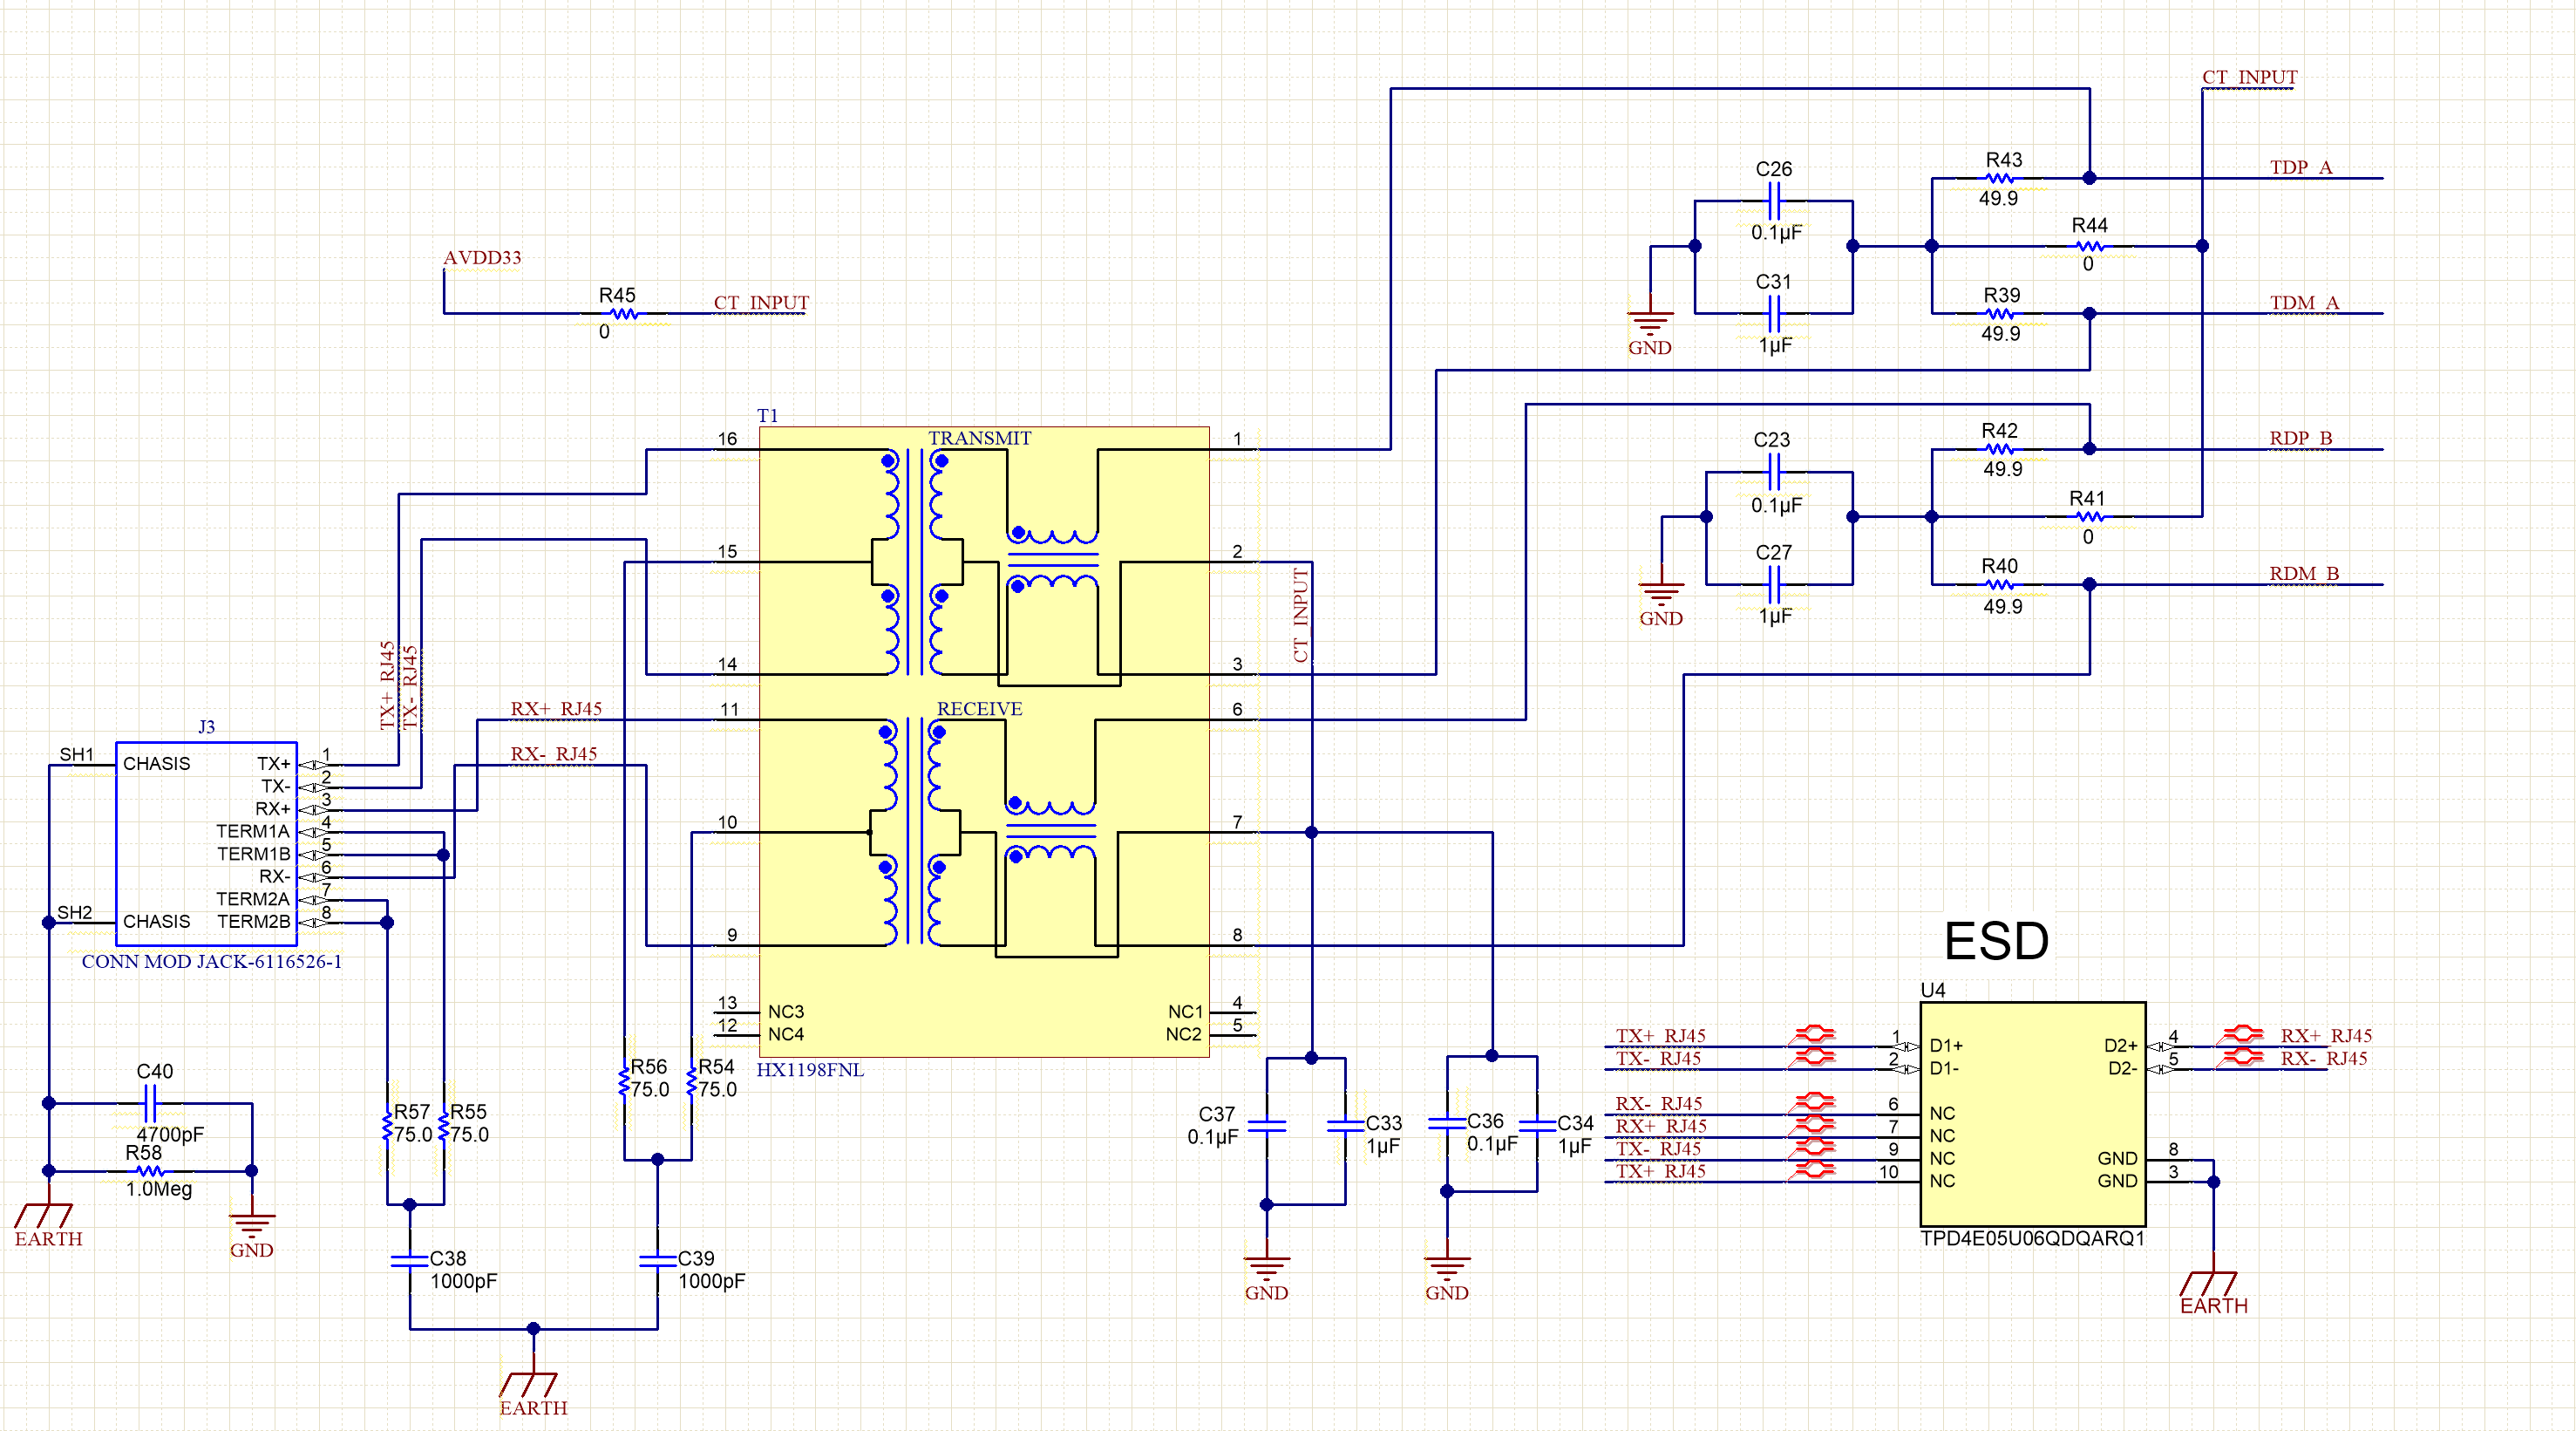 CT_INPUT
C26
0.1µF
R43
49.9
TDP_A
R44
0
AVDD33
R45
0
CT_INPUT
C31
1µF
R39
49.9
TDM_A
GND
T1
TRANSMIT
16
1
15
2
14
3
CT_INPUT
C23
0.1µF
R42
49.9
RDP_B
R41
0
C27
1µF
R40
49.9
RDM_B
GND
TX+_RJ45
TX-_RJ45
RX+_RJ45
RX-_RJ45
RECEIVE
11
6
10
7
9
8
13
NC3
12
NC4
NC1
4
NC2
5
HX1198FNL
J3
SH1
CHASIS
SH2
CHASIS
TX+
1
TX-
2
RX+
3
TERM1A
4
TERM1B
5
RX-
6
TERM2A
7
TERM2B
8
CONN MOD JACK-6116526-1
C40
4700pF
R58
1.0Meg
EARTH
GND
R57
75.0
R55
75.0
R56
75.0
R54
75.0
C38
1000pF
C39
1000pF
EARTH
C37
0.1µF
C33
1µF
C36
0.1µF
C34
1µF
GND
GND
ESD
U4
TX+_RJ45
1
D1+
TX-_RJ45
2
D1-
RX-_RJ45
6
NC
RX+_RJ45
7
NC
TX-_RJ45
9
NC
TX+_RJ45
10
NC
D2+
4
RX+_RJ45
D2-
5
RX-_RJ45
GND
8
GND
3
TPD4E05U06QDQARQ1
EARTH